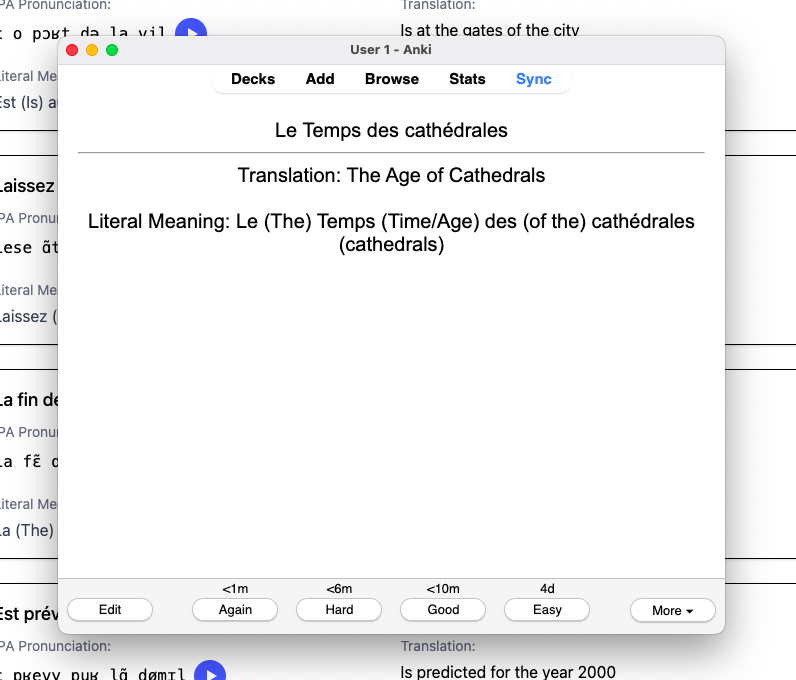 PA Pronunciation:
Translation:
t o pɔʁt də la vil
Is at the gates of the city
User 1 - Anki
Decks Add Browse Stats Sync
Le Temps des cathédrales
Translation: The Age of Cathedrals
Literal Meaning: Le (The) Temps (Time/Age) des (of the) cathédrales
(cathedrals)
iteral Me
Est (Is) a
Laissez
PA Pronu
lese ɑ̃t
iteral Me
Laissez (
La fin de
PA Pronu
la fɛ̃ d
iteral Me
La (The)
<1m <6m <10m 4d
Edit Again Hard Good Easy More
Est prév
PA Pronunciation:
Translation:
t pʁevy puʁ lɑ̃ dømɪl
Is predicted for the year 2000